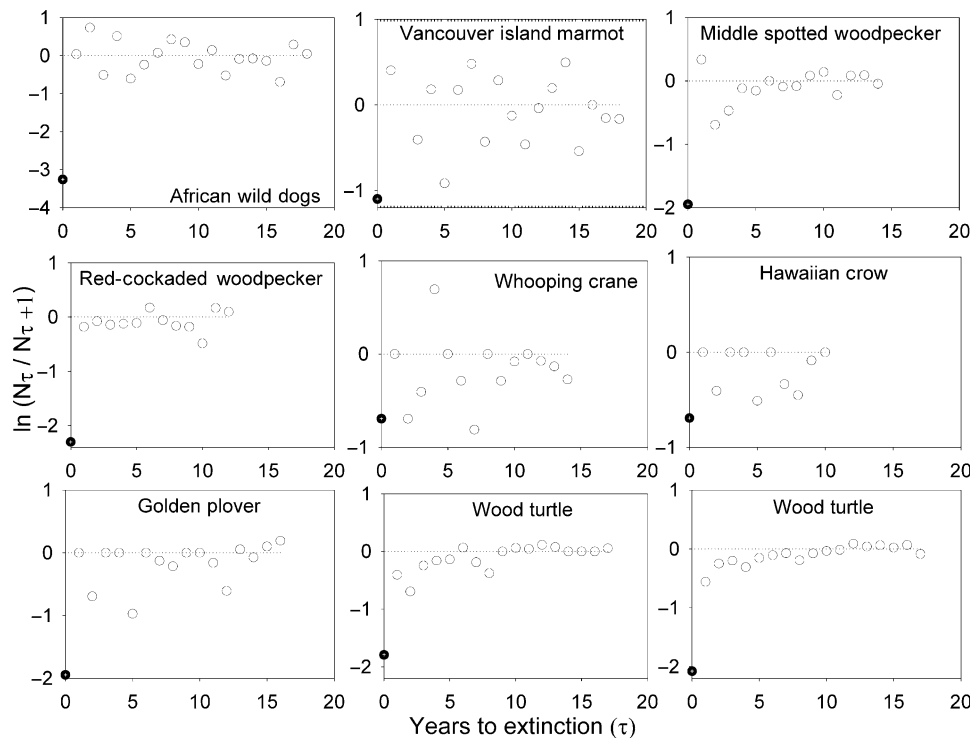 1
0
−1
−2
−3
−4
0 5 10 15 20
African wild dogs
1
0
−1
0 5 10 15 20
Vancouver island marmot
1
0
−1
−2
0 5 10 15 20
Middle spotted woodpecker
1
0
−1
−2
0 5 10 15 20
Red-cockaded woodpecker
1
0
−1
0 5 10 15 20
Whooping crane
1
0
−1
0 5 10 15 20
Hawaiian crow
1
0
−1
−2
0 5 10 15 20
Golden plover
1
0
−1
−2
0 5 10 15 20
Wood turtle
1
0
−1
−2
0 5 10 15 20
Wood turtle
ln (Nτ / Nτ +1)
Years to extinction (τ)